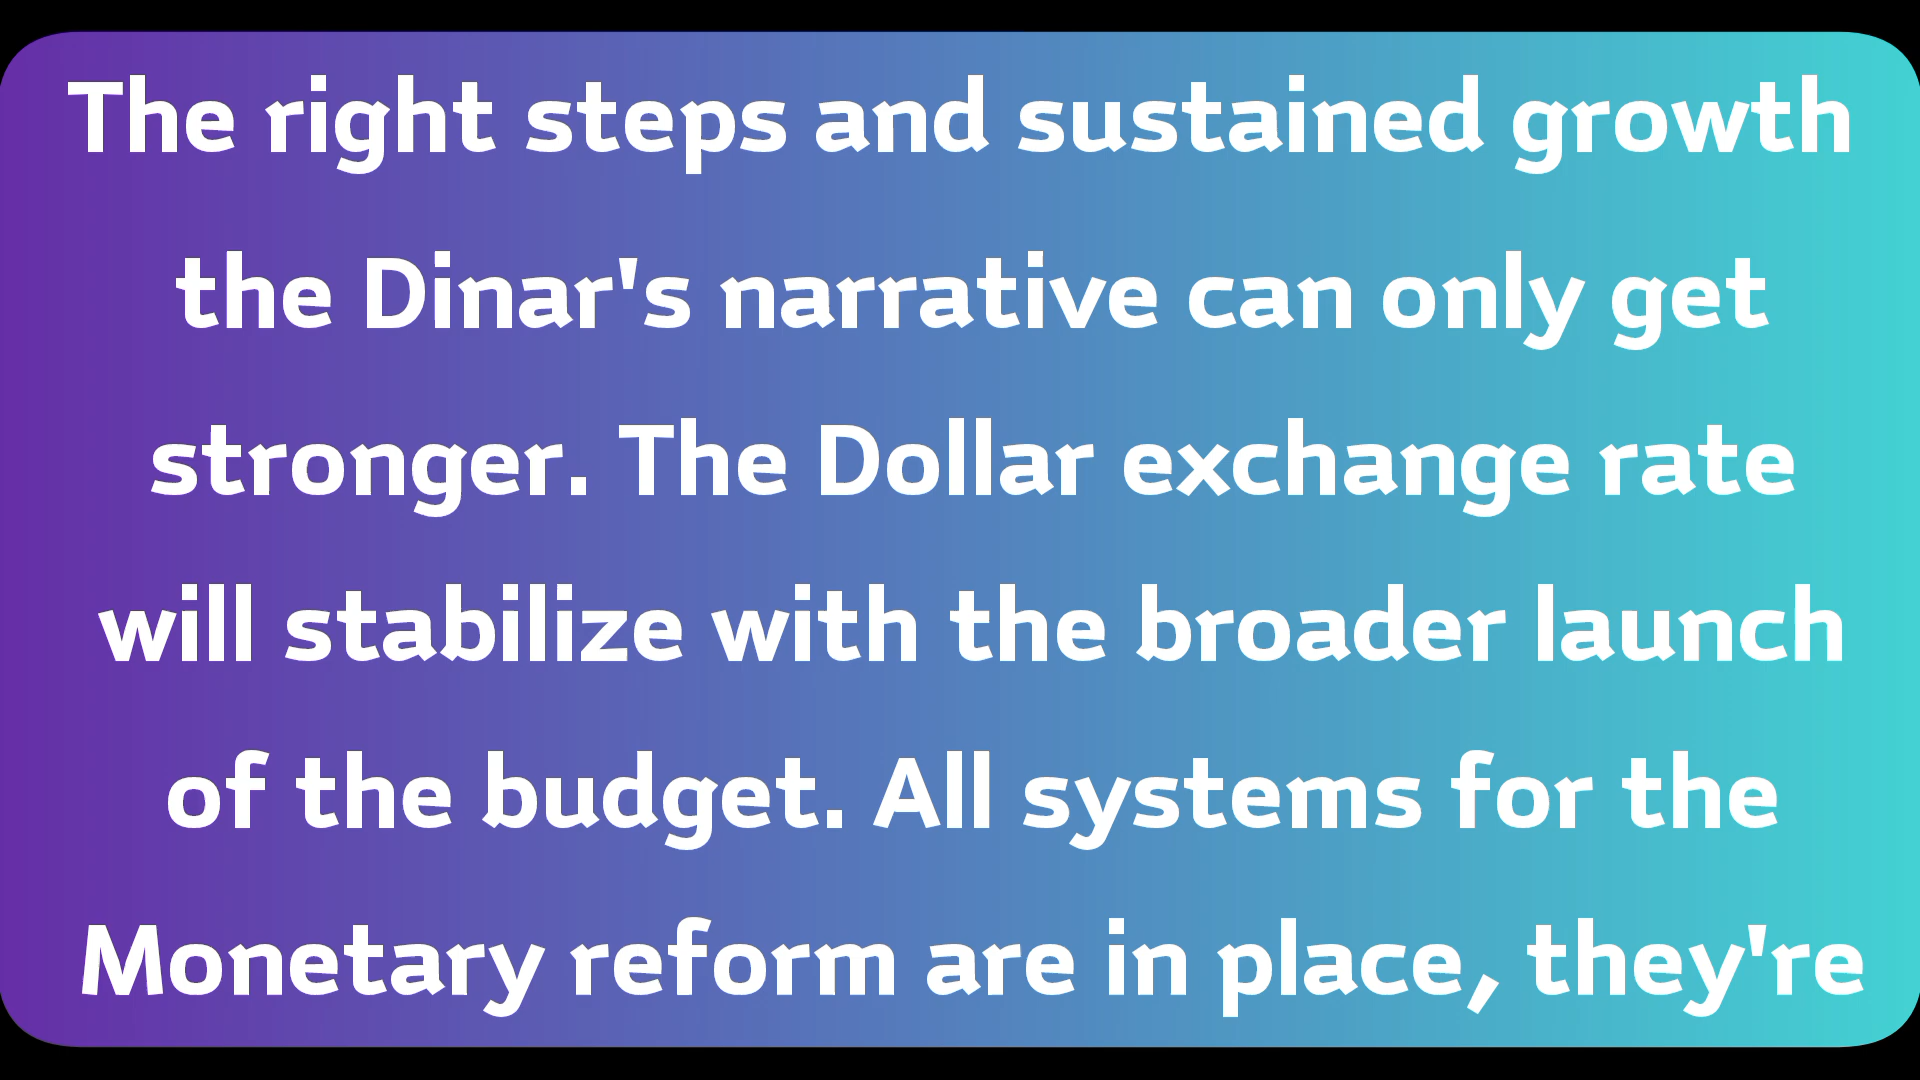 The right steps and sustained growth
the Dinar's narrative can only get
stronger. The Dollar exchange rate
will stabilize with the broader launch
of the budget. All systems for the
Monetary reform are in place, they're